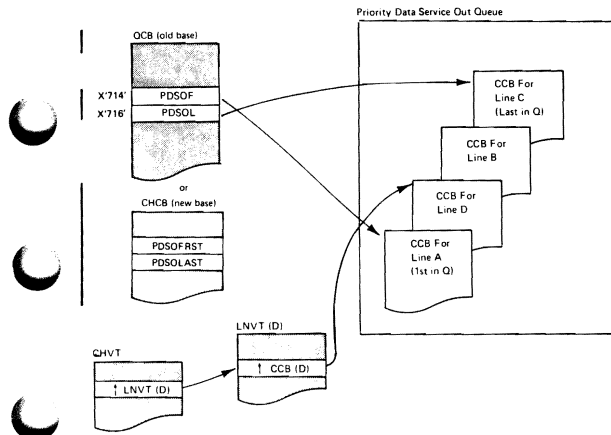 Priority Data Service Out Queue
QCB (old base)
X'714' PDSOF
X'716' PDSOL
or
CHCB (new base)
PDSOFRST
PDSOLAST
CCB For
Line C
(Last in Q)
CCB For
Line B
CCB For
Line D
CCB For
Line A
(1st in Q)
LNVT (D)
↑ CCB (D)
CHVT
↑ LNVT (D)